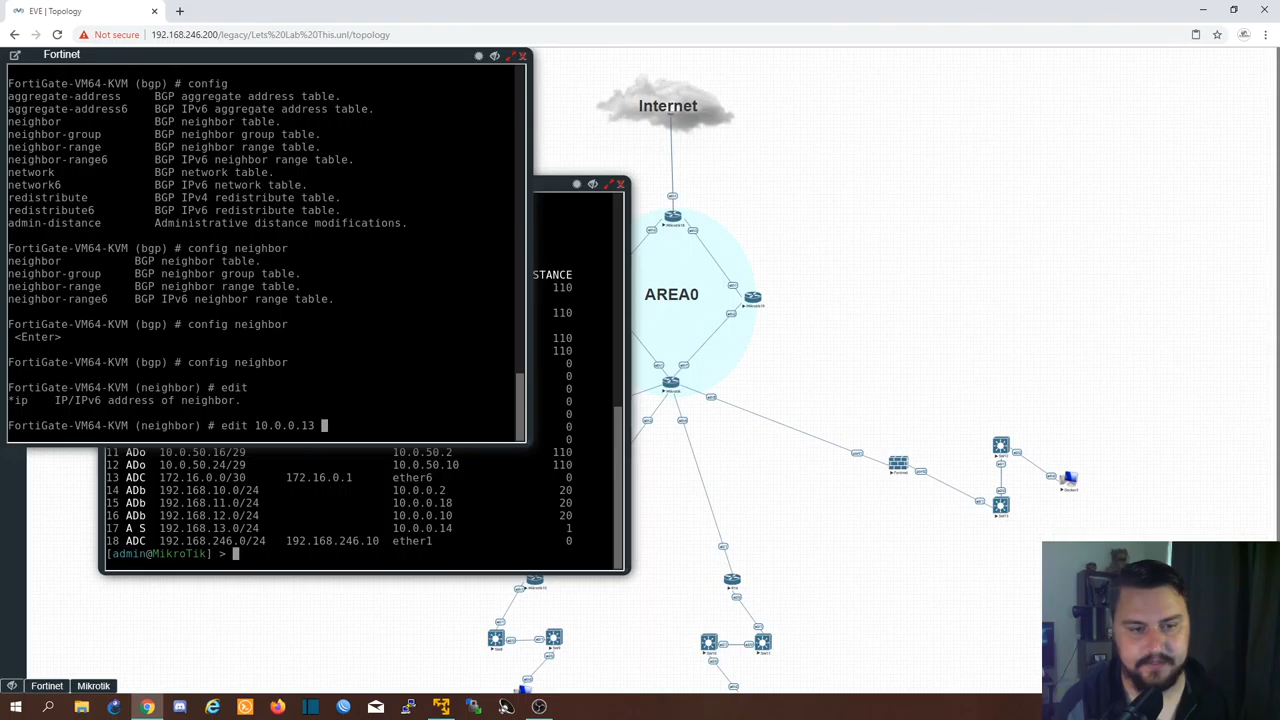 EVE | Topology
Not secure
192.168.246.200/legacy/Lets%20Lab%20This.unl/topology
Fortinet
FortiGate-VM64-KVM (bgp) # config
aggregate-address     BGP aggregate address table.
aggregate-address6    BGP IPv6 aggregate address table.
neighbor              BGP neighbor table.
neighbor-group        BGP neighbor group table.
neighbor-range        BGP neighbor range table.
neighbor-range6       BGP IPv6 neighbor range table.
network               BGP network table.
network6              BGP IPv6 network table.
redistribute          BGP IPv4 redistribute table.
redistribute6         BGP IPv6 redistribute table.
admin-distance        Administrative distance modifications.
FortiGate-VM64-KVM (bgp) # config neighbor
neighbor           BGP neighbor table.
neighbor-group     BGP neighbor group table.
neighbor-range     BGP neighbor range table.
neighbor-range6    BGP IPv6 neighbor range table.
FortiGate-VM64-KVM (bgp) # config neighbor
<Enter>
FortiGate-VM64-KVM (bgp) # config neighbor
FortiGate-VM64-KVM (neighbor) # edit
*ip    IP/IPv6 address of neighbor.
FortiGate-VM64-KVM (neighbor) # edit 10.0.0.13
STANCE
110
110
110
110
0
0
0
0
0
0
0
11 ADo  10.0.50.16/29                      10.0.50.2                 110
12 ADo  10.0.50.24/29                      10.0.50.10                110
13 ADC  172.16.0.0/30      172.16.0.1      ether6                      0
14 ADb  192.168.10.0/24                    10.0.0.2                   20
15 ADb  192.168.11.0/24                    10.0.0.18                  20
16 ADb  192.168.12.0/24                    10.0.0.10                  20
17 A S  192.168.13.0/24                    10.0.0.14                   1
18 ADC  192.168.246.0/24   192.168.246.10  ether1                      0
[admin@MikroTik] >
Internet
AREA0
Fortinet
Fortinet
Mikrotik